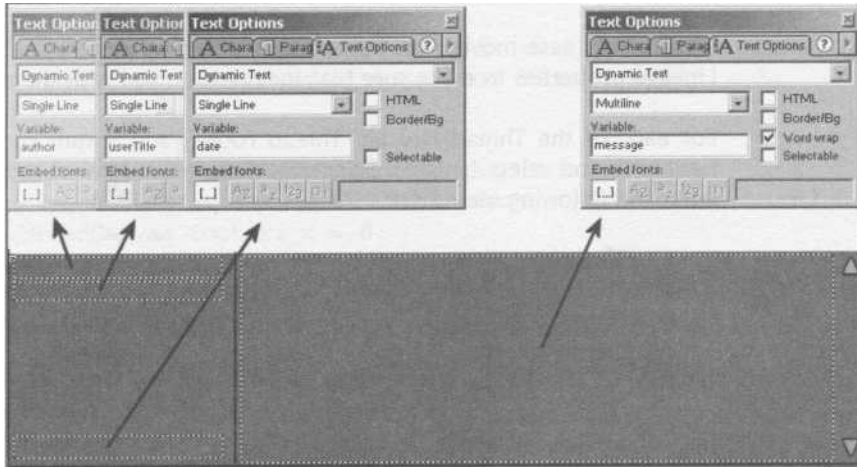 Text Option
Chara
Dynamic Text
Single Line
Variable:
author
Embed fonts:
[...]
Text Option
Chara
Dynamic Text
Single Line
Variable:
userTitle
Embed fonts:
[...]
Text Options
Chara
Parag
Text Options
?
Dynamic Text
Single Line
HTML
Border/Bg
Variable:
date
Selectable
Embed fonts:
[...]
Text Options
Chara
Parag
Text Options
?
Dynamic Text
Multiline
HTML
Border/Bg
Variable:
message
Word wrap
Selectable
Embed fonts:
[...]